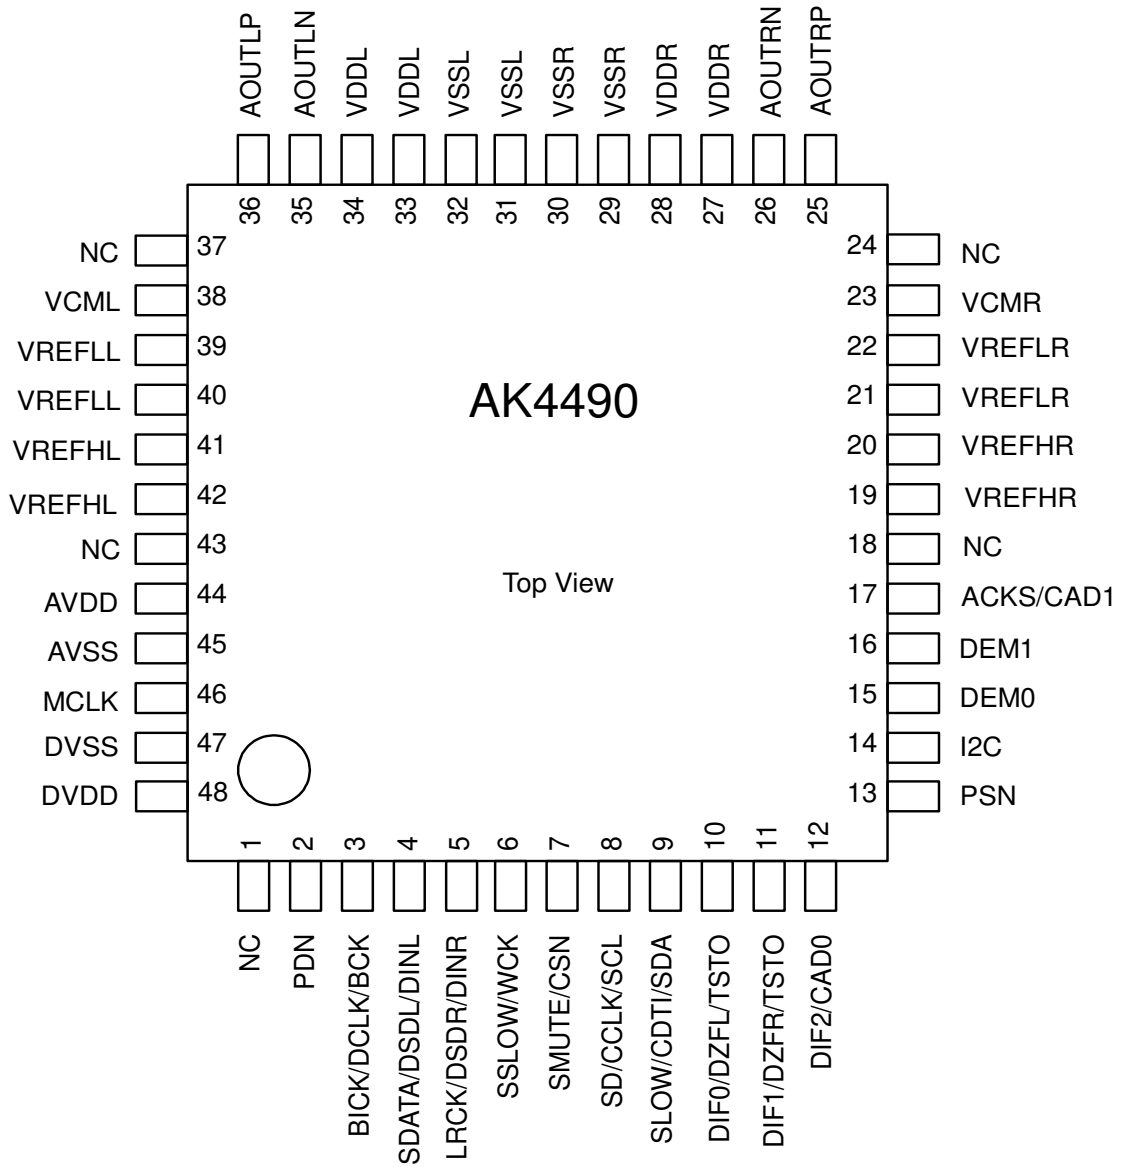 AOUTLP
AOUTLN
VDDL
VDDL
VSSL
VSSL
VSSR
VSSR
VDDR
VDDR
AOUTRN
AOUTRP
36
35
34
33
32
31
30
29
28
27
26
25
NC 37
VCML 38
VREFLL 39
VREFLL 40
VREFHL 41
VREFHL 42
NC 43
AVDD 44
AVSS 45
MCLK 46
DVSS 47
DVDD 48
AK4490
Top View
24 NC
23 VCMR
22 VREFLR
21 VREFLR
20 VREFHR
19 VREFHR
18 NC
17 ACKS/CAD1
16 DEM1
15 DEM0
14 I2C
13 PSN
1
2
3
4
5
6
7
8
9
10
11
12
NC
PDN
BICK/DCLK/BCK
SDATA/DSDL/DINL
LRCK/DSDR/DINR
SSLOW/WCK
SMUTE/CSN
SD/CCLK/SCL
SLOW/CDTI/SDA
DIF0/DZFL/TSTO
DIF1/DZFR/TSTO
DIF2/CAD0